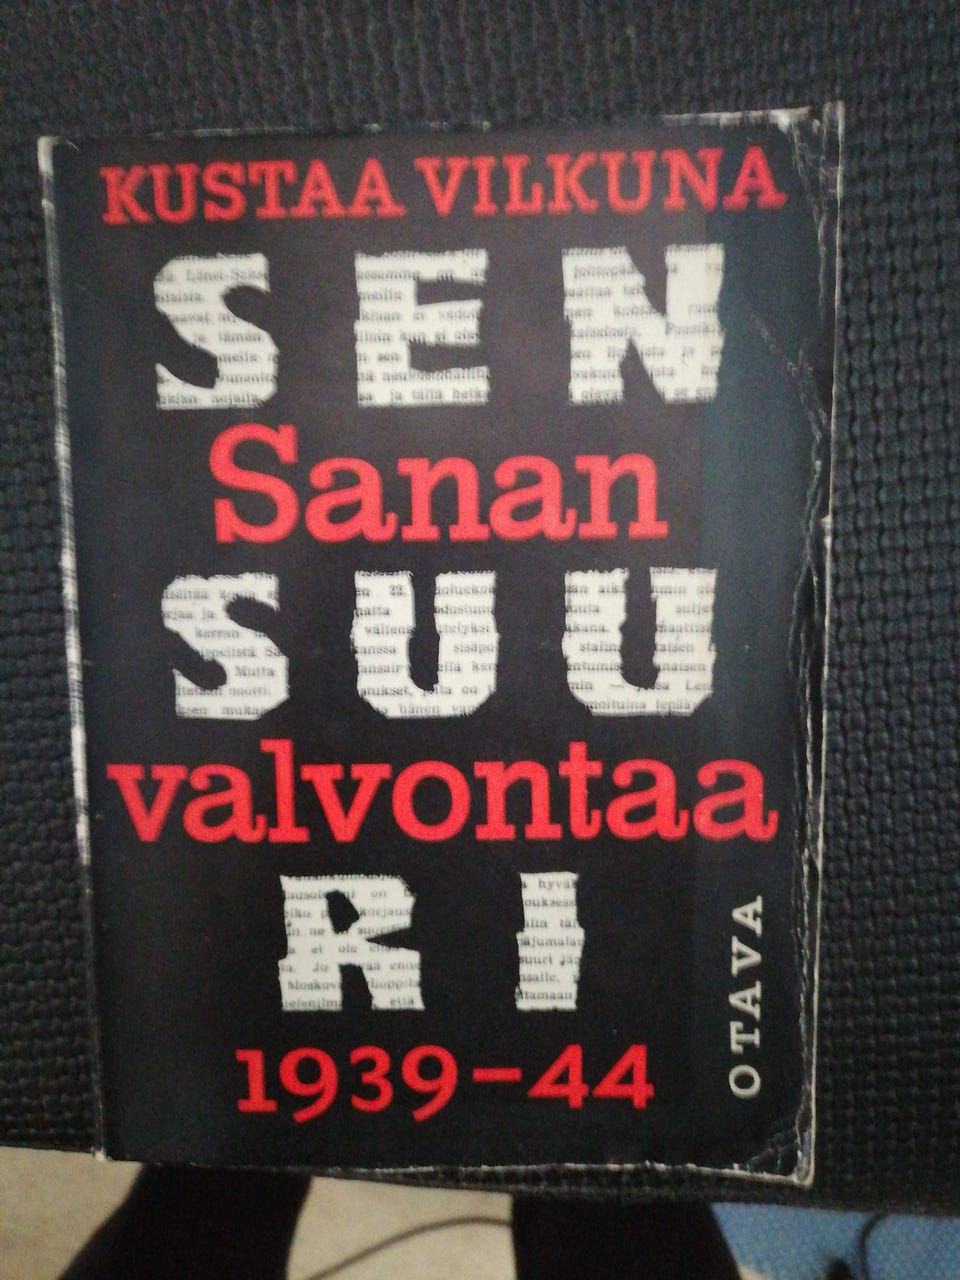 KUSTAA VILKUNA
SEN
Sanan
SUU
valvontaa
RI
1939–44
OTAVA